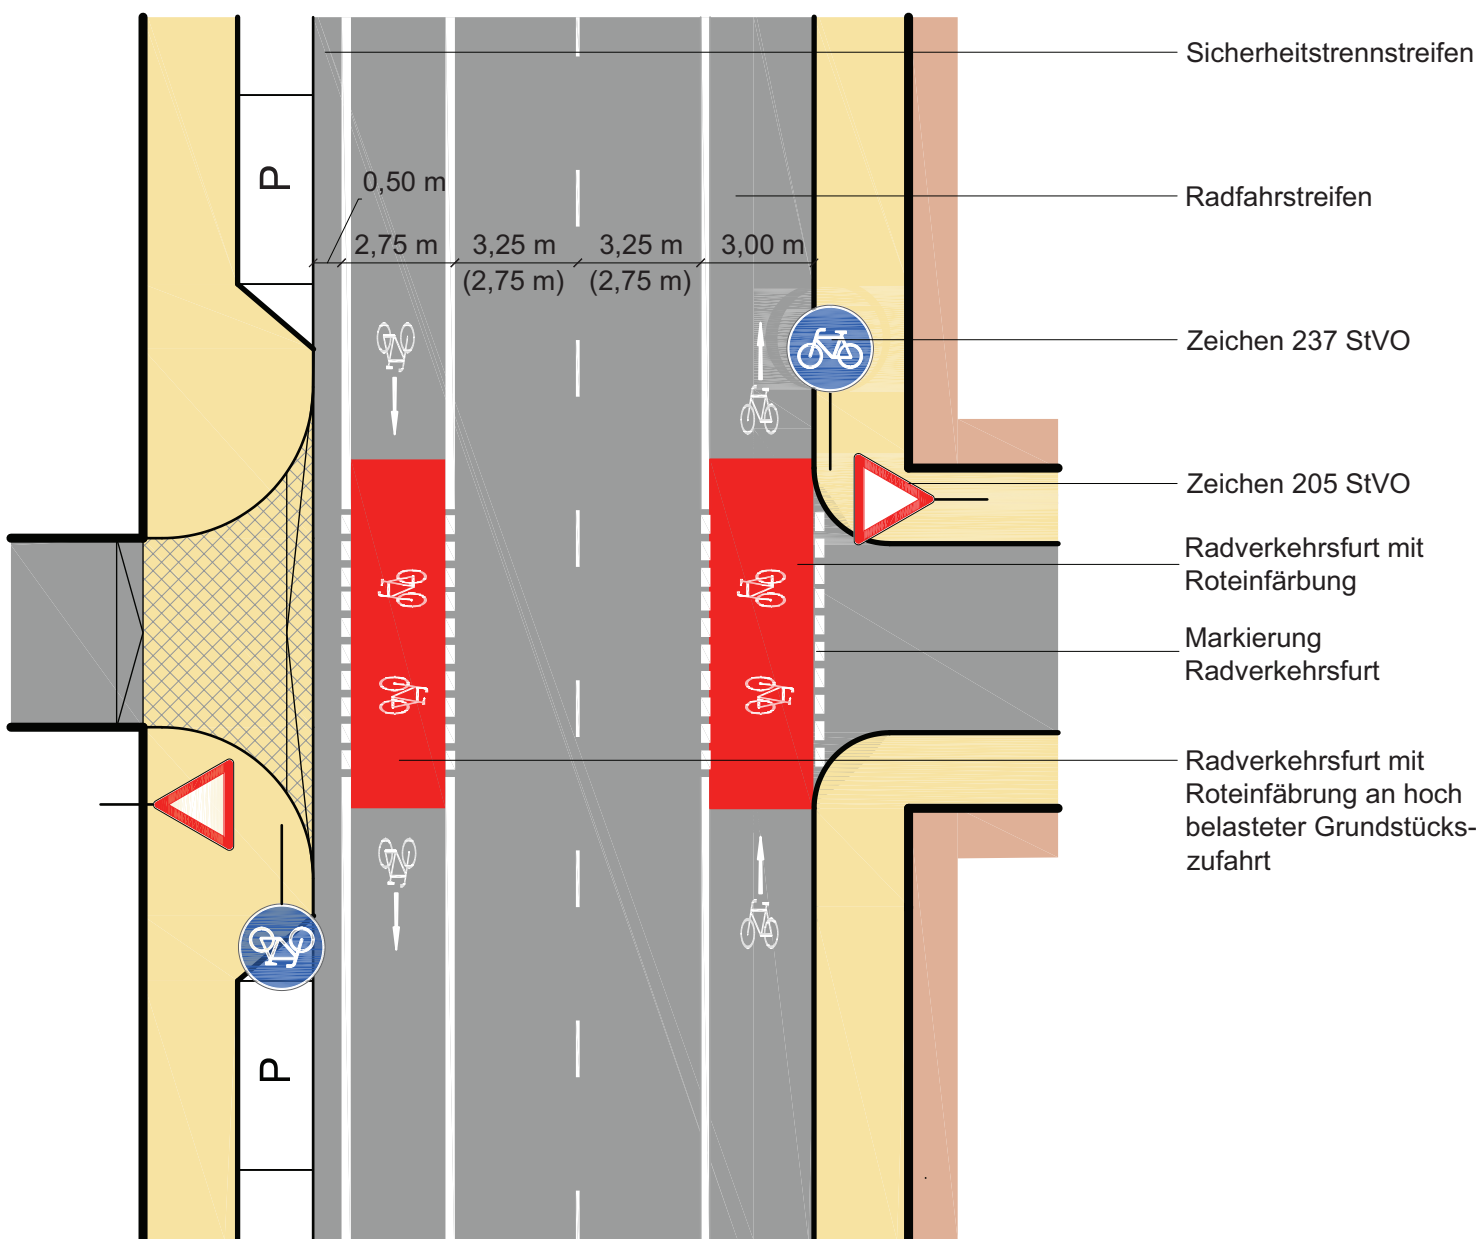 Sicherheitstrennstreifen
P
0,50 m
Radfahrstreifen
2,75 m
3,25 m
3,25 m
3,00 m
(2,75 m)
(2,75 m)
Zeichen 237 StVO
Zeichen 205 StVO
Radverkehrsfurt mit
Roteinfärbung
Markierung
Radverkehrsfurt
Radverkehrsfurt mit
Roteinfäbrung an hoch
belasteter Grundstücks-
zufahrt
P